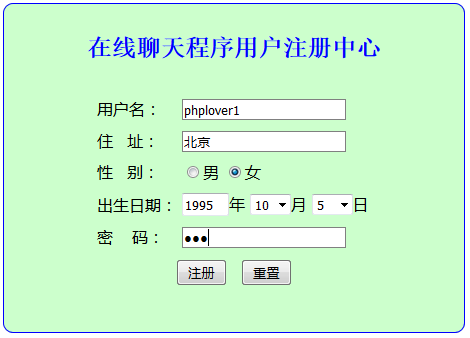 在线聊天程序用户注册中心
用户名： phplover1
住 址： 北京
性 别： 男 女
出生日期： 1995 年 10 月 5 日
密 码： ●●●
注册 重置